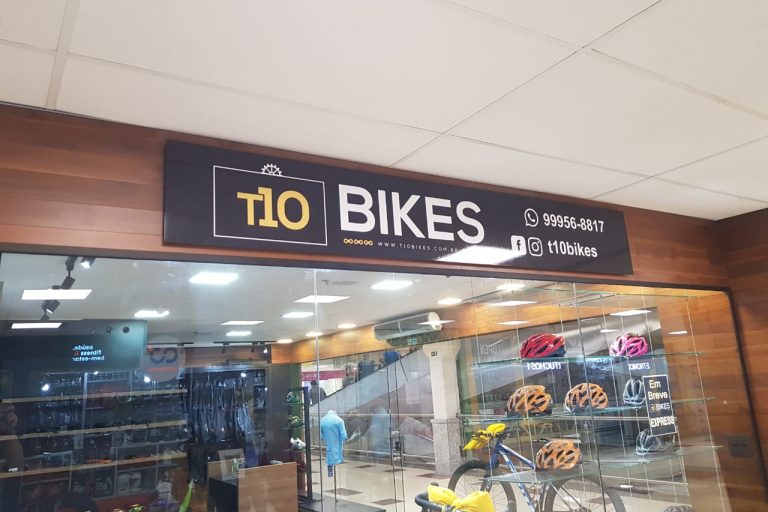 T10
BIKES
WWW.T10BIKES.COM.BR
99956-8817
t10bikes
saúde,
Fitness &
bem-estar
Em
Breve
BIKES
EXPRESS